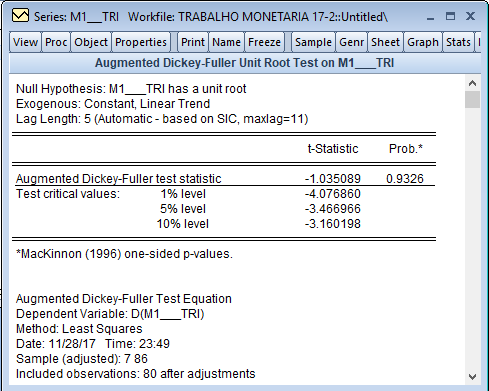 Series: M1___TRI Workfile: TRABALHO MONETARIA 17-2::Untitled\
View Proc Object Properties Print Name Freeze Sample Genr Sheet Graph Stats
Augmented Dickey-Fuller Unit Root Test on M1___TRI
Null Hypothesis: M1___TRI has a unit root
Exogenous: Constant, Linear Trend
Lag Length: 5 (Automatic - based on SIC, maxlag=11)
t-Statistic Prob.*
Augmented Dickey-Fuller test statistic -1.035089 0.9326
Test critical values: 1% level -4.076860
5% level -3.466966
10% level -3.160198
*MacKinnon (1996) one-sided p-values.
Augmented Dickey-Fuller Test Equation
Dependent Variable: D(M1___TRI)
Method: Least Squares
Date: 11/28/17 Time: 23:49
Sample (adjusted): 7 86
Included observations: 80 after adjustments